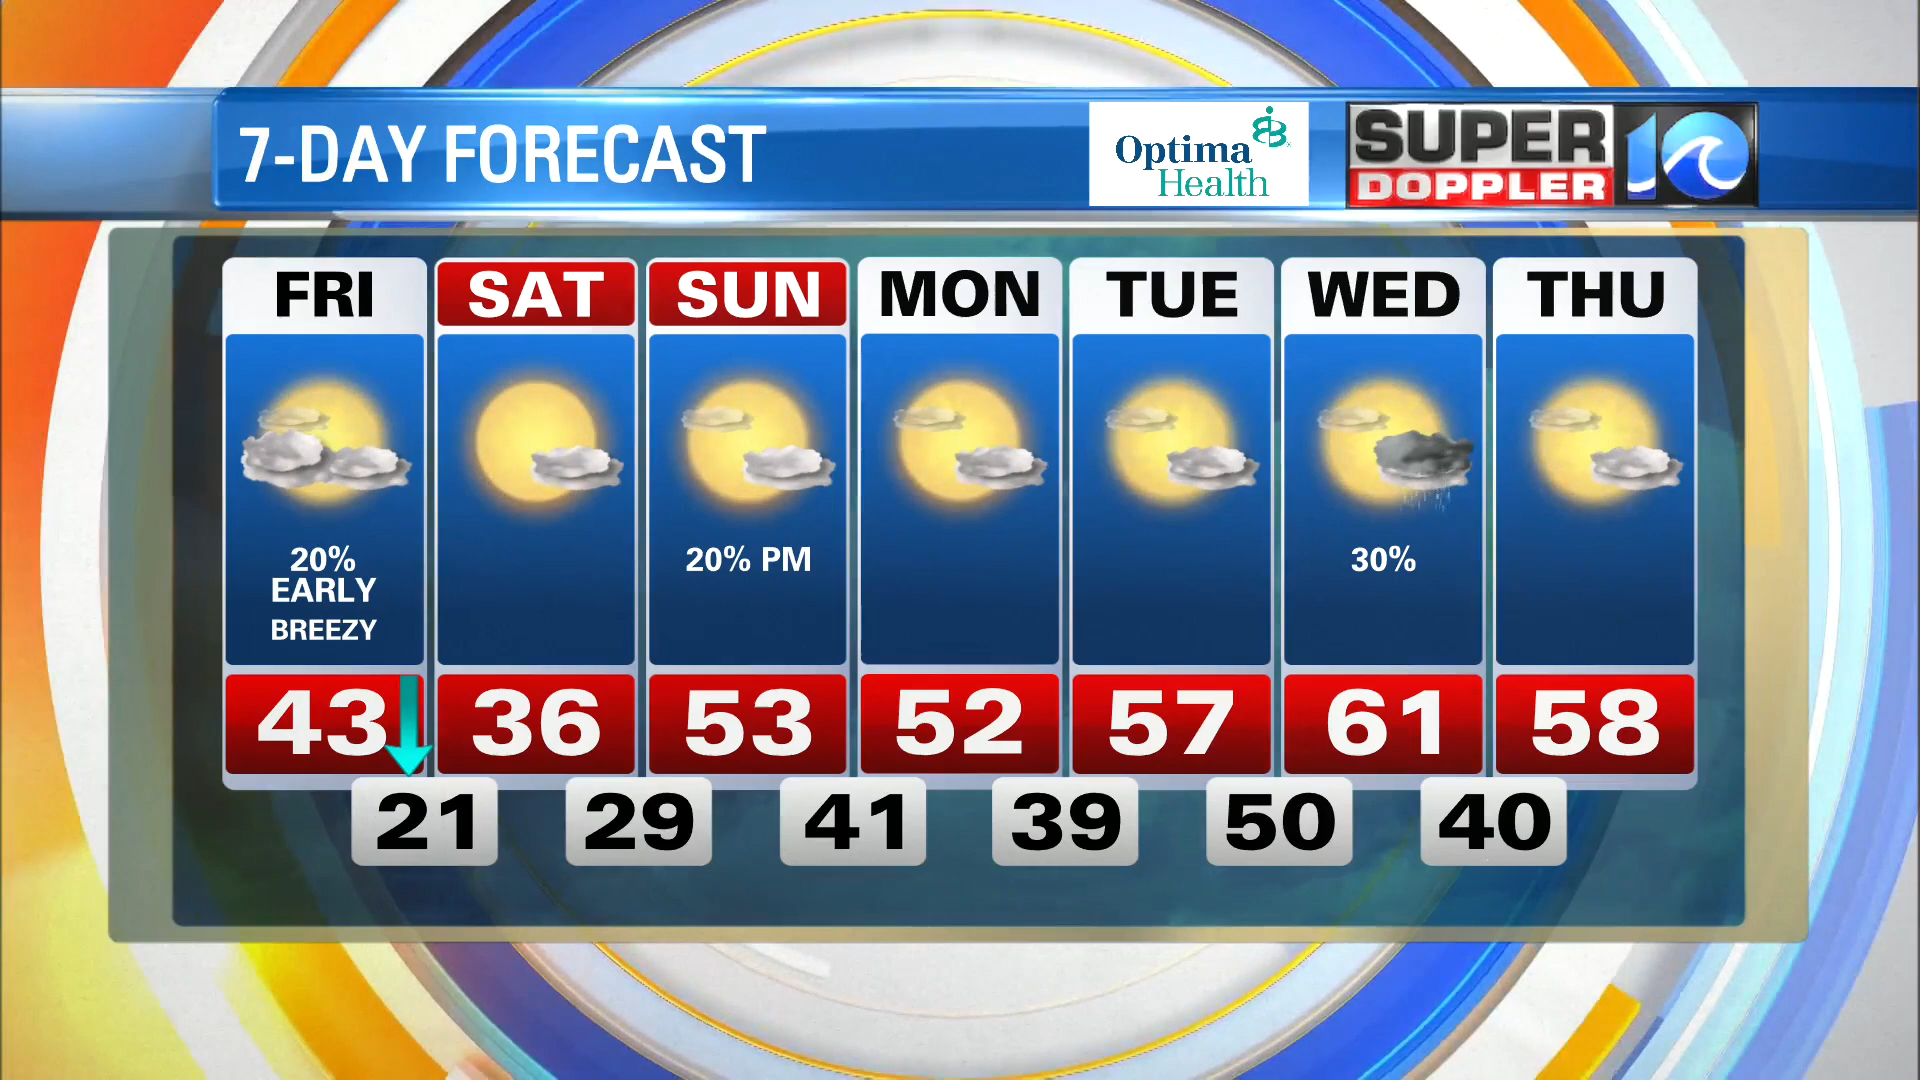 7-DAY FORECAST
Optima
Health
SUPER
DOPPLER
10
FRI SAT SUN MON TUE WED THU
20%
EARLY
BREEZY
20% PM
30%
43 36 53 52 57 61 58
21 29 41 39 50 40